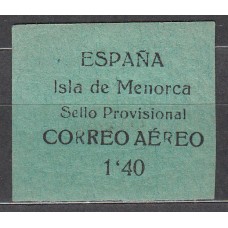 ESPAÑA
Isla de Menorca
Sello Provisional
CORREO AÉREO
1'40